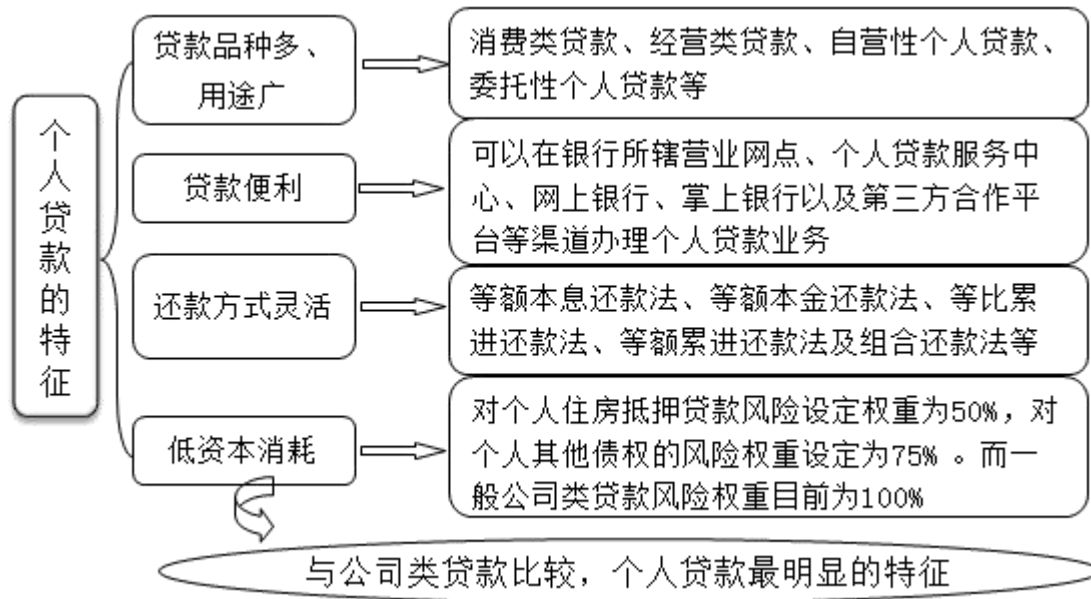 个人贷款的特征
贷款品种多、
用途广
消费类贷款、经营类贷款、自营性个人贷款、
委托性个人贷款等
贷款便利
可以在银行所辖营业网点、个人贷款服务中
心、网上银行、掌上银行以及第三方合作平
台等渠道办理个人贷款业务
还款方式灵活
等额本息还款法、等额本金还款法、等比累
进还款法、等额累进还款法及组合还款法等
低资本消耗
对个人住房抵押贷款风险设定权重为50%，对
个人其他债权的风险权重设定为75% 。而一
般公司类贷款风险权重目前为100%
与公司类贷款比较，个人贷款最明显的特征